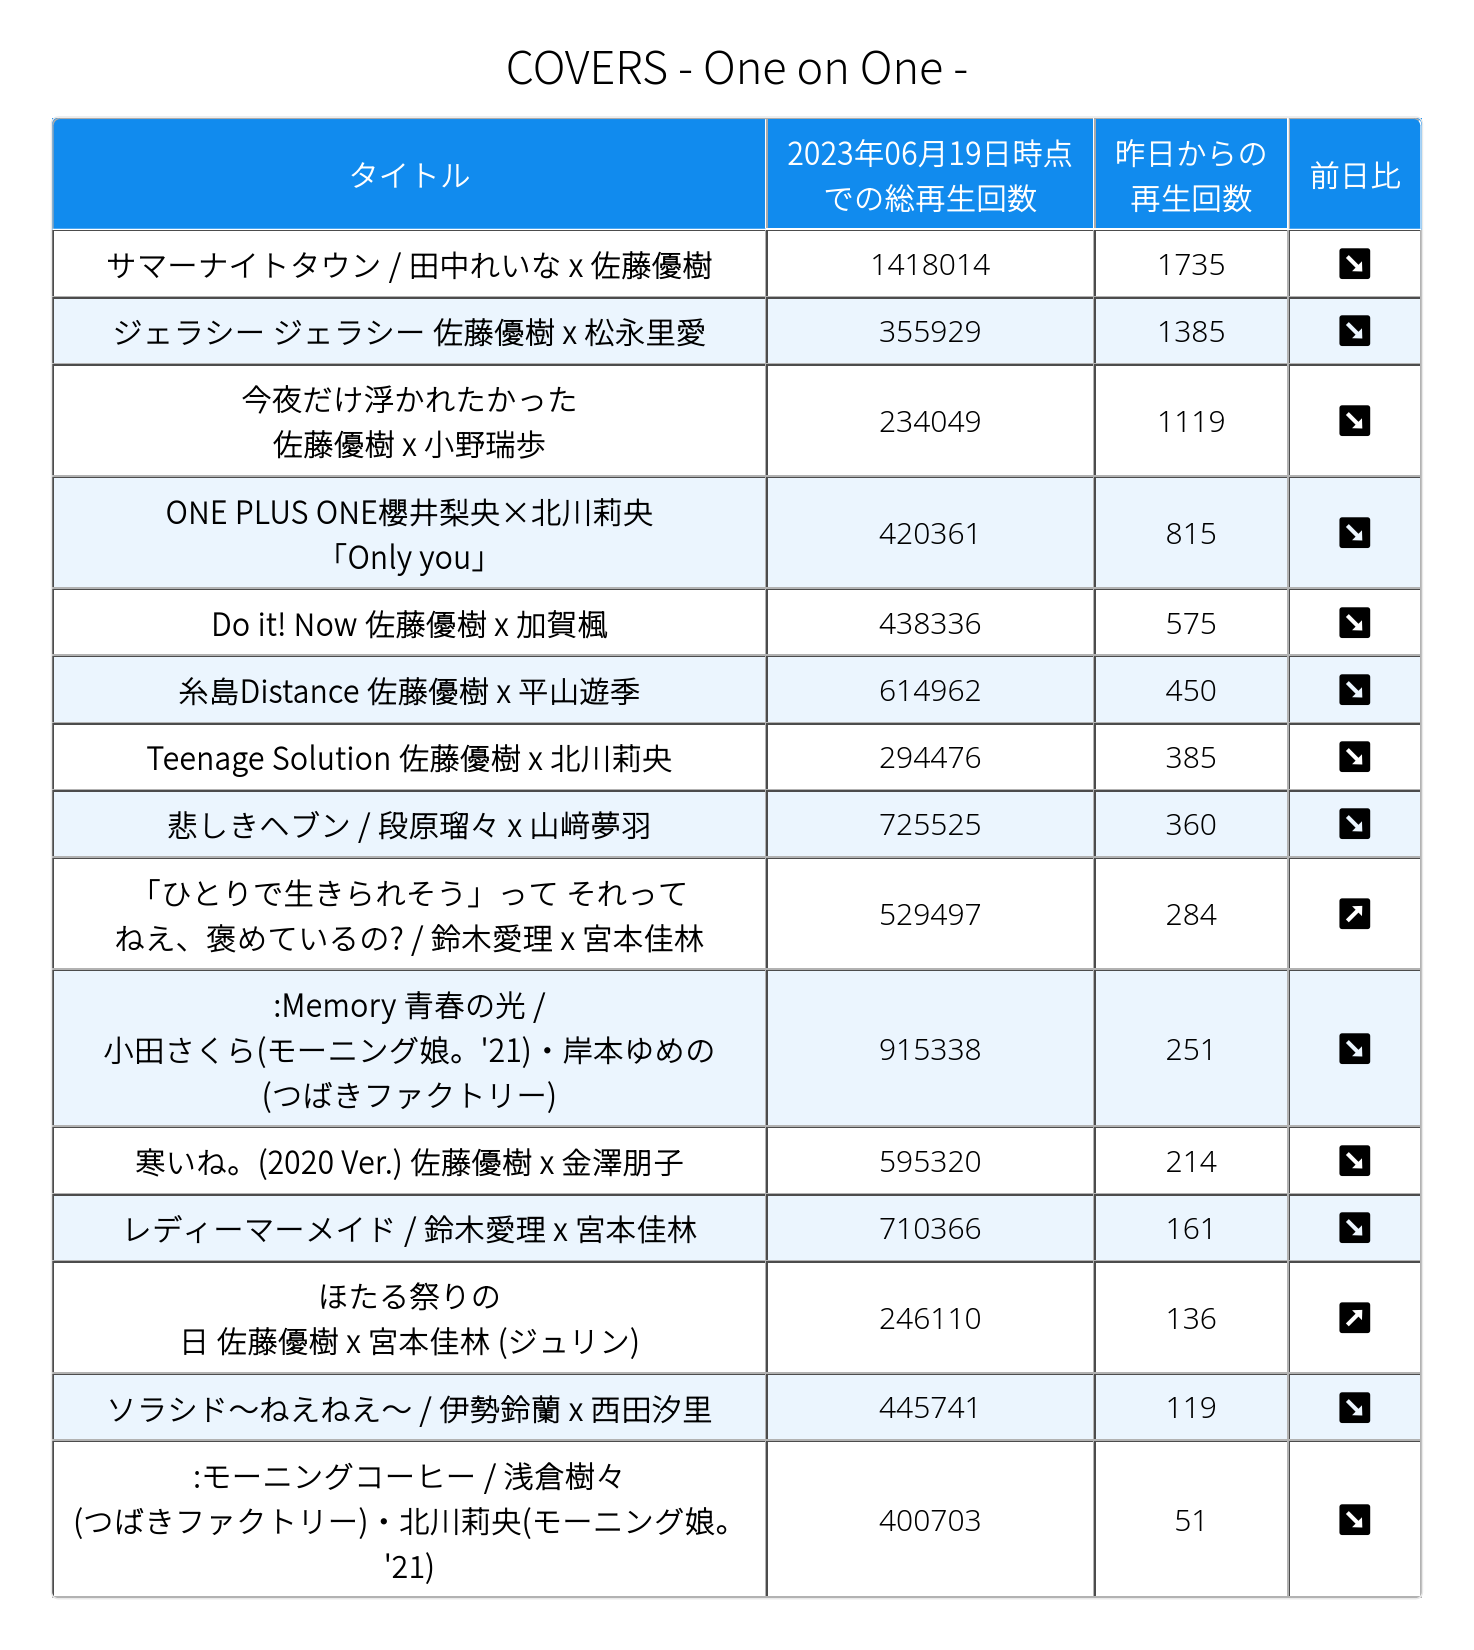 COVERS - One on One -
タイトル
2023年06月19日時点
での総再生回数
昨日からの
再生回数
前日比
サマーナイトタウン / 田中れいな x 佐藤優樹
1418014
1735
ジェラシー ジェラシー 佐藤優樹 x 松永里愛
355929
1385
今夜だけ浮かれたかった
佐藤優樹 x 小野瑞歩
234049
1119
ONE PLUS ONE櫻井梨央×北川莉央
「Only you」
420361
815
Do it! Now 佐藤優樹 x 加賀楓
438336
575
糸島Distance 佐藤優樹 x 平山遊季
614962
450
Teenage Solution 佐藤優樹 x 北川莉央
294476
385
悲しきヘブン / 段原瑠々 x 山﨑夢羽
725525
360
「ひとりで生きられそう」って それって
ねえ、褒めているの? / 鈴木愛理 x 宮本佳林
529497
284
:Memory 青春の光 /
小田さくら(モーニング娘。'21)・岸本ゆめの
(つばきファクトリー)
915338
251
寒いね。(2020 Ver.) 佐藤優樹 x 金澤朋子
595320
214
レディーマーメイド / 鈴木愛理 x 宮本佳林
710366
161
ほたる祭りの
日 佐藤優樹 x 宮本佳林 (ジュリン)
246110
136
ソラシド〜ねえねえ〜 / 伊勢鈴蘭 x 西田汐里
445741
119
:モーニングコーヒー / 浅倉樹々
(つばきファクトリー)・北川莉央(モーニング娘。
'21)
400703
51